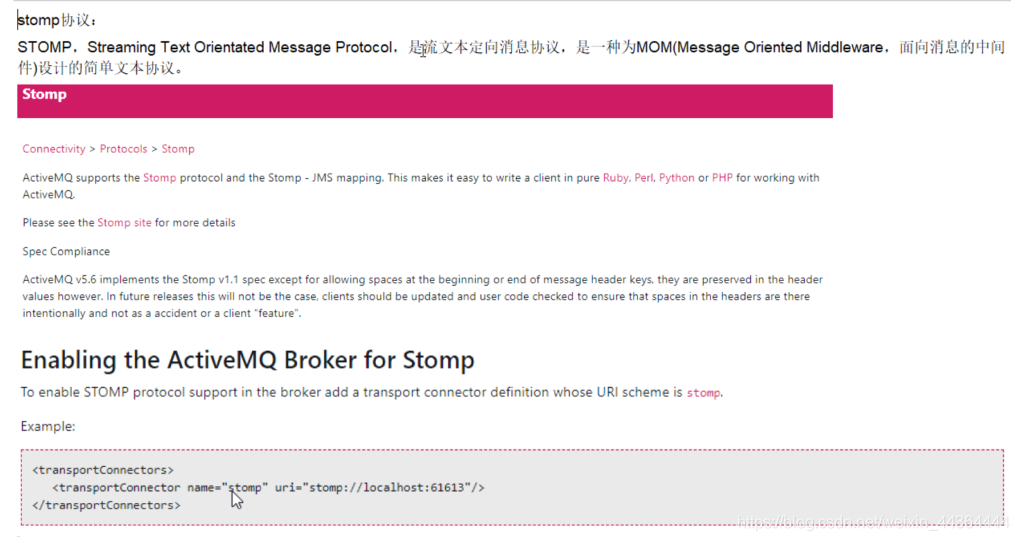 stomp协议：
STOMP，Streaming Text Orientated Message Protocol，是流文本定向消息协议，是一种为MOM(Message Oriented Middleware，面向消息的中间
件)设计的简单文本协议。
Stomp
Connectivity > Protocols > Stomp
ActiveMQ supports the Stomp protocol and the Stomp - JMS mapping. This makes it easy to write a client in pure Ruby, Perl, Python or PHP for working with
ActiveMQ.
Please see the Stomp site for more details
Spec Compliance
ActiveMQ v5.6 implements the Stomp v1.1 spec except for allowing spaces at the beginning or end of message header keys, they are preserved in the header
values however. In future releases this will not be the case, clients should be updated and user code checked to ensure that spaces in the headers are there
intentionally and not as a accident or a client "feature".
Enabling the ActiveMQ Broker for Stomp
To enable STOMP protocol support in the broker add a transport connector definition whose URI scheme is stomp.
Example:
<transportConnectors>
<transportConnector name="stomp" uri="stomp://localhost:61613"/>
</transportConnectors>